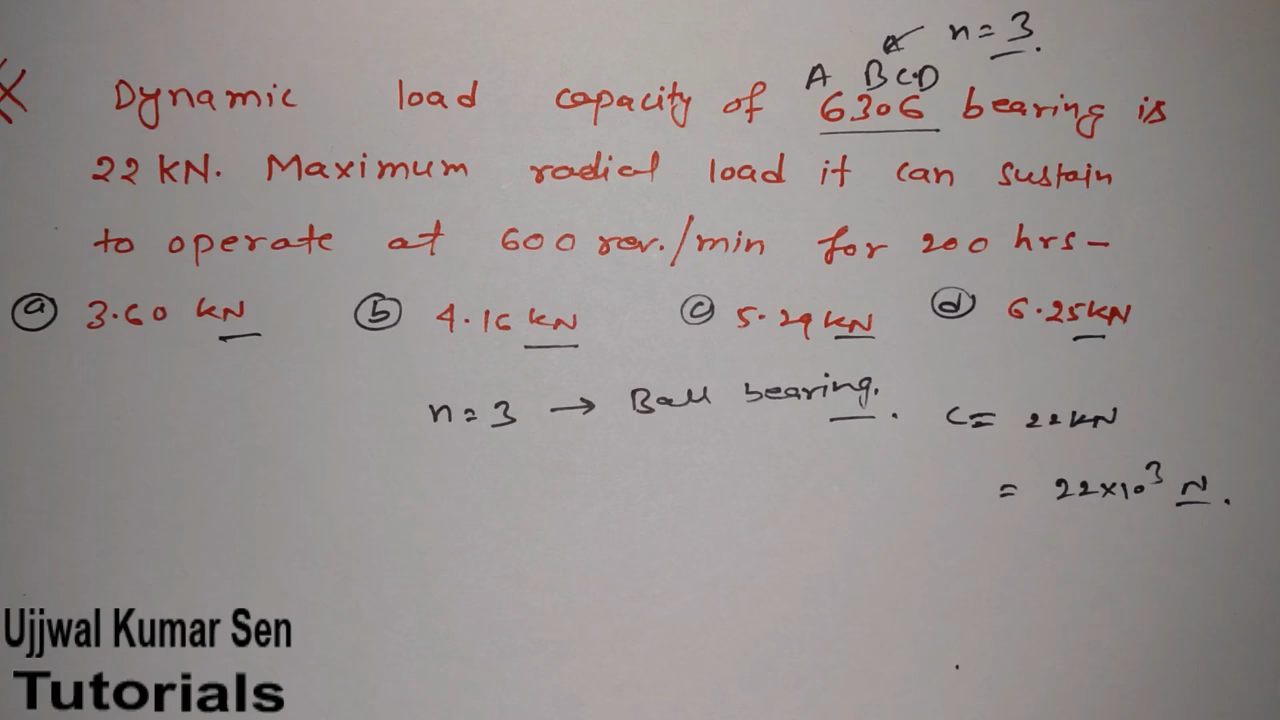 n = 3.
A B C D
Dynamic load capacity of 6306 bearing is
22 KN. Maximum radial load it can sustain
to operate at 600 rev./min for 200 hrs-
(a) 3.60 KN (b) 4.16 KN (c) 5.29 KN (d) 6.25 KN
n = 3 → Ball bearing. C = 22 KN
= 22×10³ N.
Ujjwal Kumar Sen
Tutorials